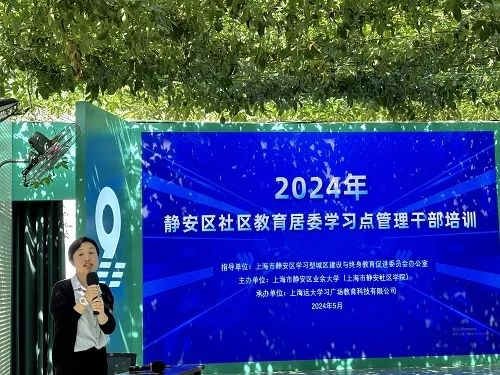 2024年
静安区社区教育居委学习点管理干部培训
指导单位：上海市静安区学习型城区建设与终身教育促进委员会办公室
主办单位：上海市静安区业余大学（上海市静安社区学院）
承办单位：上海远大学习广场教育科技有限公司
2024年5月
9